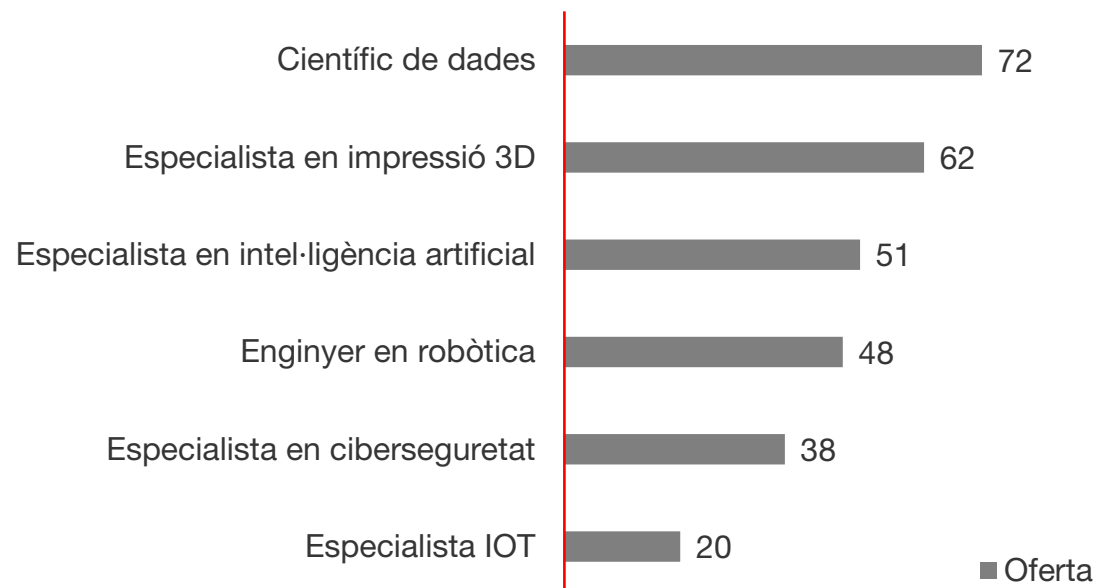 Científic de dades 72
Especialista en impressió 3D 62
Especialista en intel·ligència artificial 51
Enginyer en robòtica 48
Especialista en ciberseguretat 38
Especialista IOT 20
Oferta